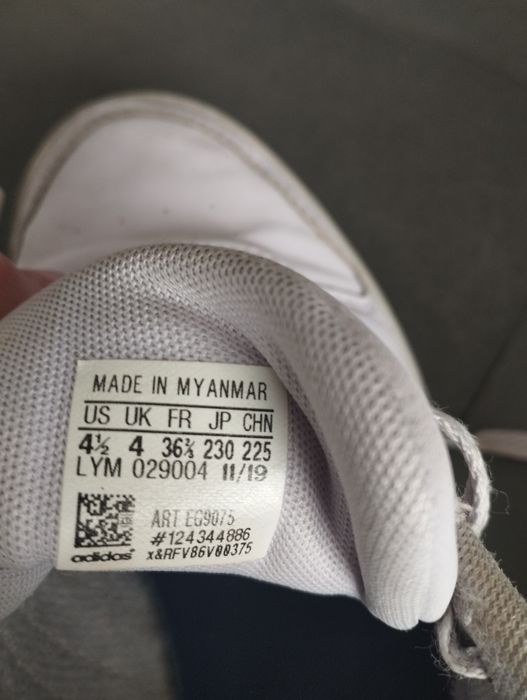 MADE IN MYANMAR
US UK FR JP CHN
4½ 4 36⅔ 230 225
LYM 029004 11/19
ART EG9075
#124344886
x&RFV86V00375
adidas